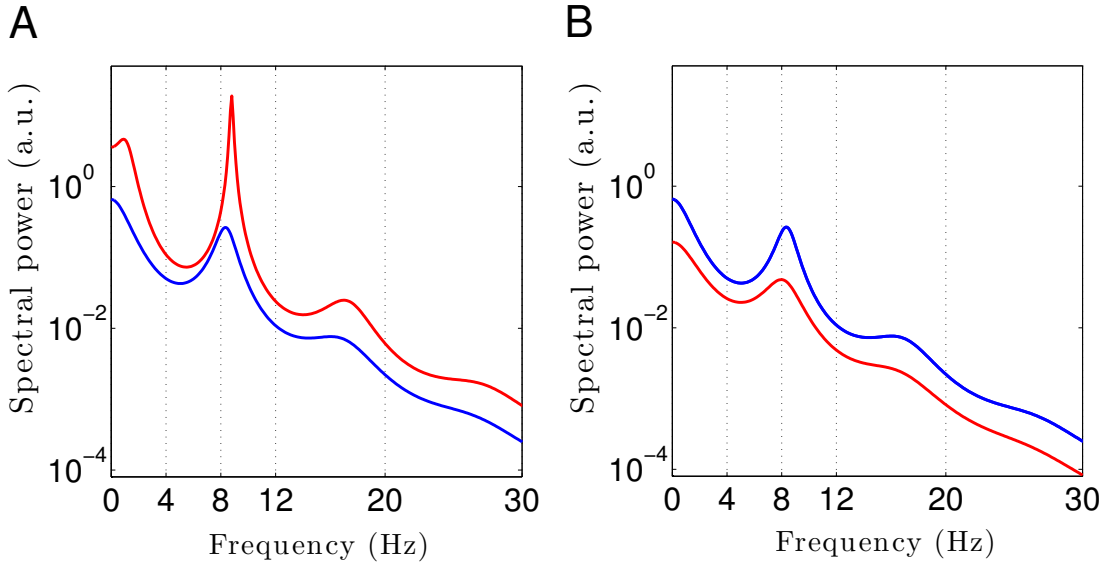 A
Spectral power (a.u.)
10^0
10^−2
10^−4
0 4 8 12 20 30
Frequency (Hz)
B
Spectral power (a.u.)
10^0
10^−2
10^−4
0 4 8 12 20 30
Frequency (Hz)